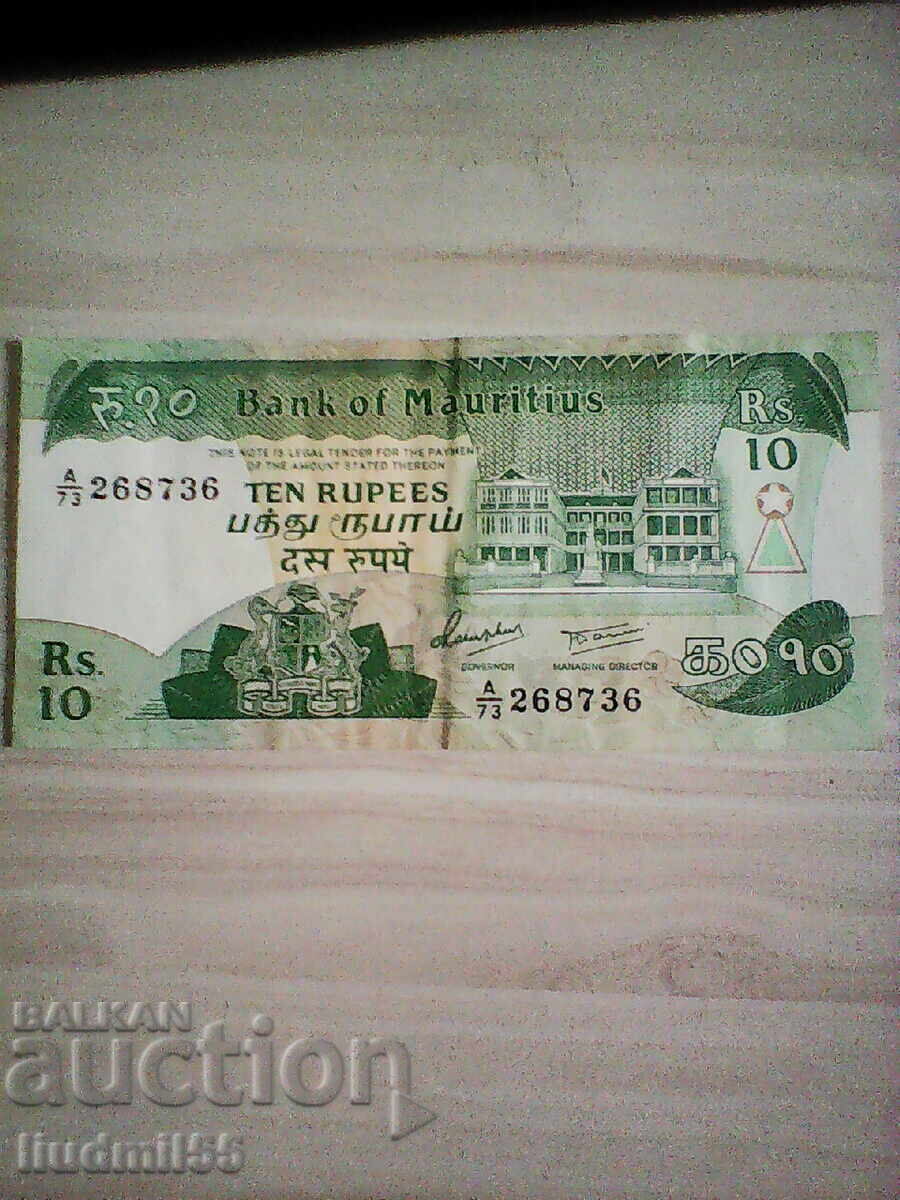 रु.१०
Bank of Mauritius
Rs.
10
THIS NOTE IS LEGAL TENDER FOR THE PAYMENT
OF THE AMOUNT STATED THEREON
A/73 268736
TEN RUPEES
பத்து ரூபாய்
दस रुपये
Rs.
10
GOVERNOR
MANAGING DIRECTOR
A/73 268736
BALKAN
auction
liudmil55